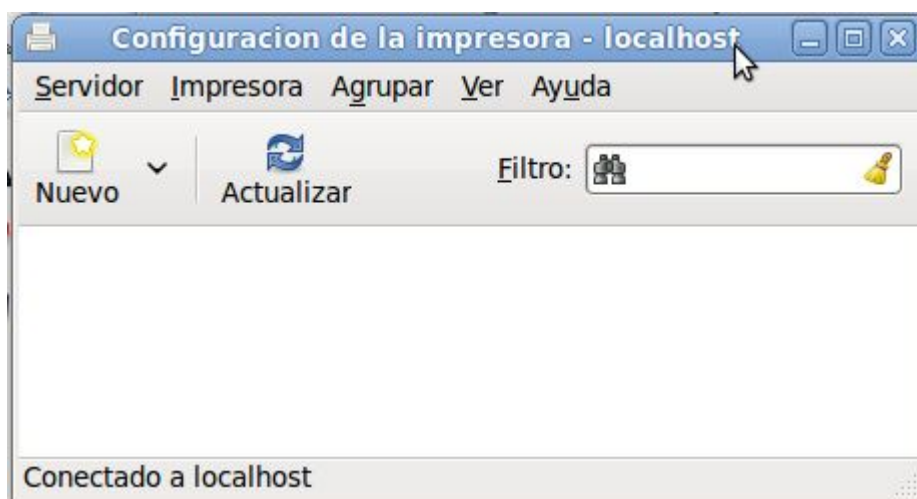 Configuracion de la impresora - localhost
Servidor Impresora Agrupar Ver Ayuda
Nuevo Actualizar Filtro:
Conectado a localhost